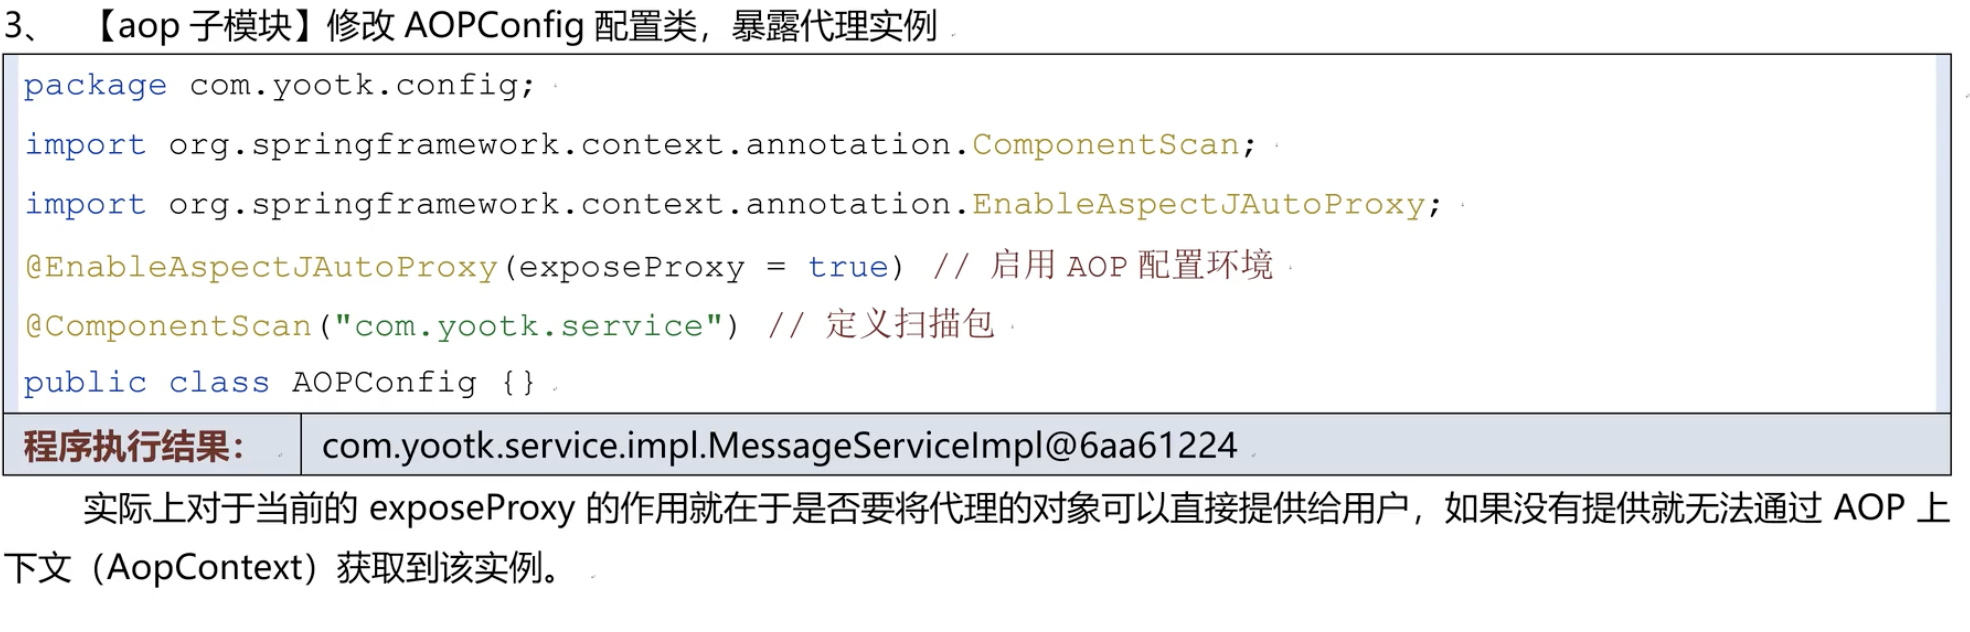 3、 【aop 子模块】修改 AOPConfig 配置类，暴露代理实例
package com.yootk.config;
import org.springframework.context.annotation.ComponentScan;
import org.springframework.context.annotation.EnableAspectJAutoProxy;
@EnableAspectJAutoProxy(exposeProxy = true) // 启用 AOP 配置环境
@ComponentScan("com.yootk.service") // 定义扫描包
public class AOPConfig {}
程序执行结果： com.yootk.service.impl.MessageServiceImpl@6aa61224
实际上对于当前的 exposeProxy 的作用就在于是否要将代理的对象可以直接提供给用户，如果没有提供就无法通过 AOP 上
下文（AopContext）获取到该实例。